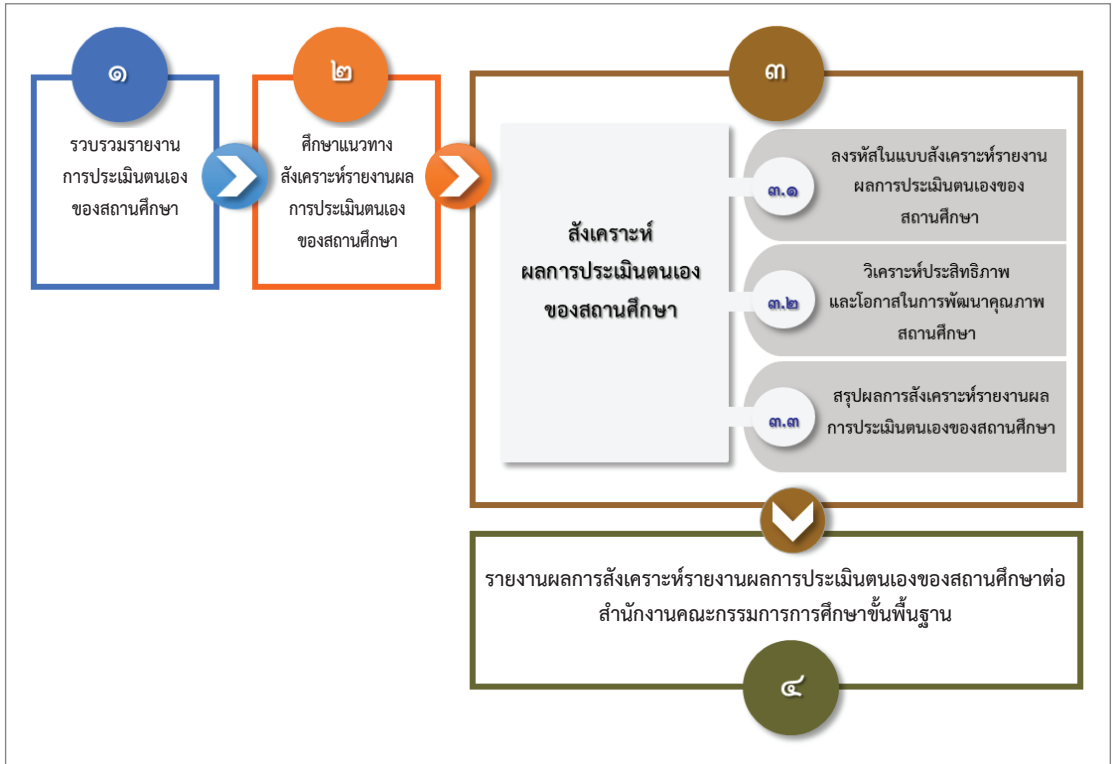 ๑
รวบรวมรายงาน
การประเมินตนเอง
ของสถานศึกษา
๒
ศึกษาแนวทาง
สังเคราะห์รายงานผล
การประเมินตนเอง
ของสถานศึกษา
๓
สังเคราะห์
ผลการประเมินตนเอง
ของสถานศึกษา
๓.๑
ลงรหัสในแบบสังเคราะห์รายงาน
ผลการประเมินตนเองของ
สถานศึกษา
๓.๒
วิเคราะห์ประสิทธิภาพ
และโอกาสในการพัฒนาคุณภาพ
สถานศึกษา
๓.๓
สรุปผลการสังเคราะห์รายงานผล
การประเมินตนเองของสถานศึกษา
รายงานผลการสังเคราะห์รายงานผลการประเมินตนเองของสถานศึกษาต่อ
สำนักงานคณะกรรมการการศึกษาขั้นพื้นฐาน
๔